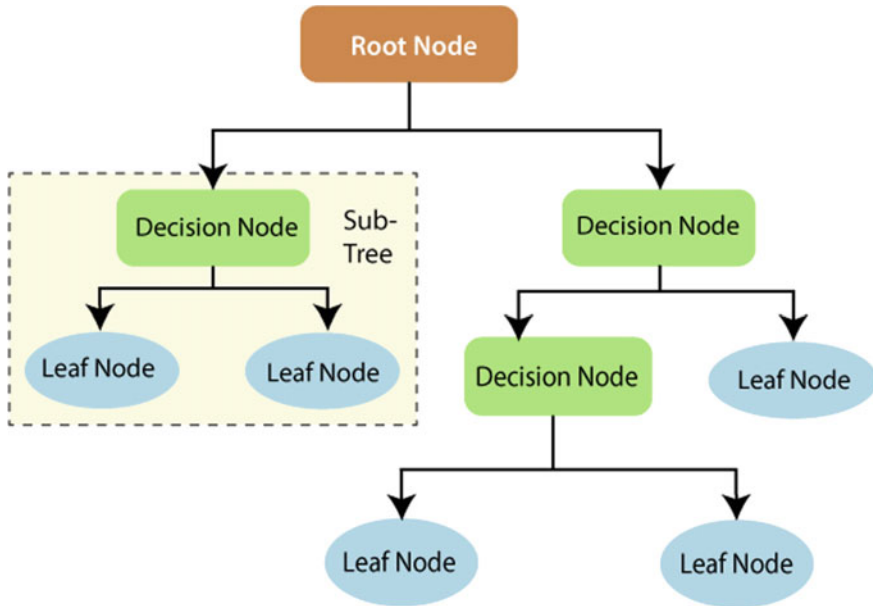 Root Node
Decision Node
Sub-
Tree
Decision Node
Leaf Node
Leaf Node
Decision Node
Leaf Node
Leaf Node
Leaf Node